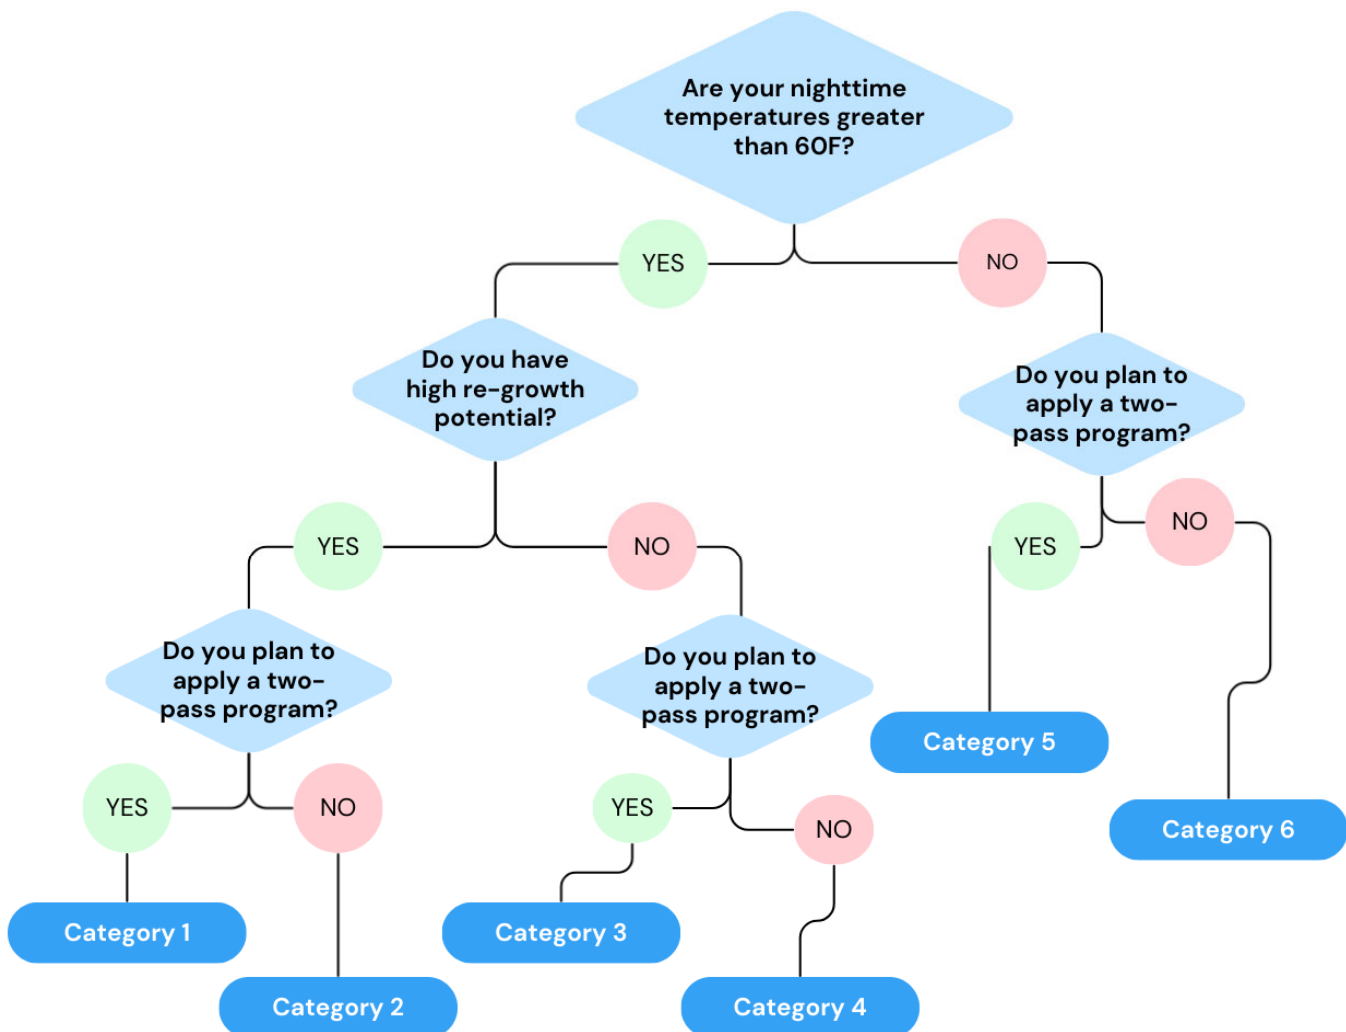 Are your nighttime
temperatures greater
than 60F?
YES
NO
Do you have
high re-growth
potential?
Do you plan to
apply a two-
pass program?
YES
NO
YES
NO
Do you plan to
apply a two-
pass program?
Do you plan to
apply a two-
pass program?
Category 5
YES
NO
YES
NO
Category 6
Category 1
Category 3
Category 2
Category 4